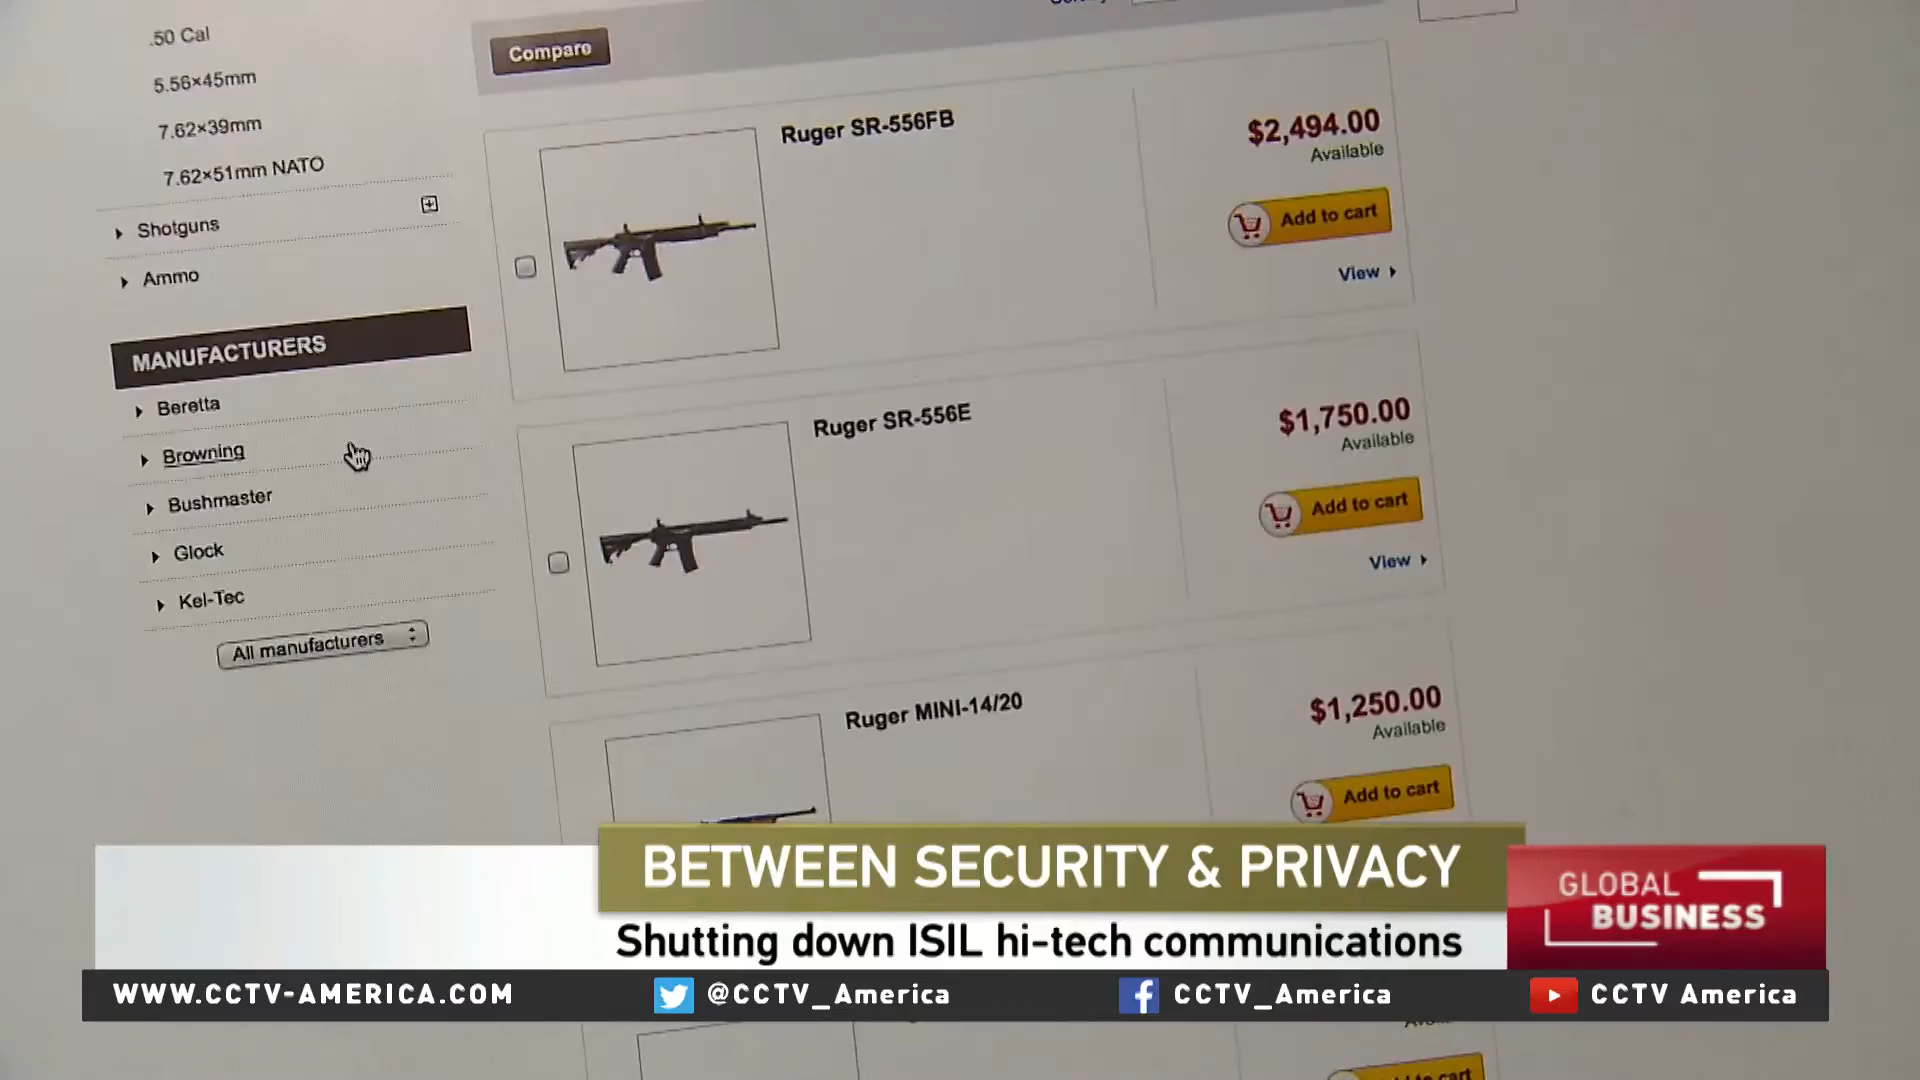 .50 Cal
5.56×45mm
7.62×39mm
7.62×51mm NATO
Shotguns
Ammo
MANUFACTURERS
Beretta
Browning
Bushmaster
Glock
Kel-Tec
All manufacturers
Compare
Ruger SR-556FB
$2,494.00
Available
Add to cart
View
Ruger SR-556E
$1,750.00
Available
Add to cart
View
Ruger MINI-14/20
$1,250.00
Available
Add to cart
Add to cart
BETWEEN SECURITY & PRIVACY
Shutting down ISIL hi-tech communications
GLOBAL
BUSINESS
WWW.CCTV-AMERICA.COM
@CCTV_America
CCTV_America
CCTV America